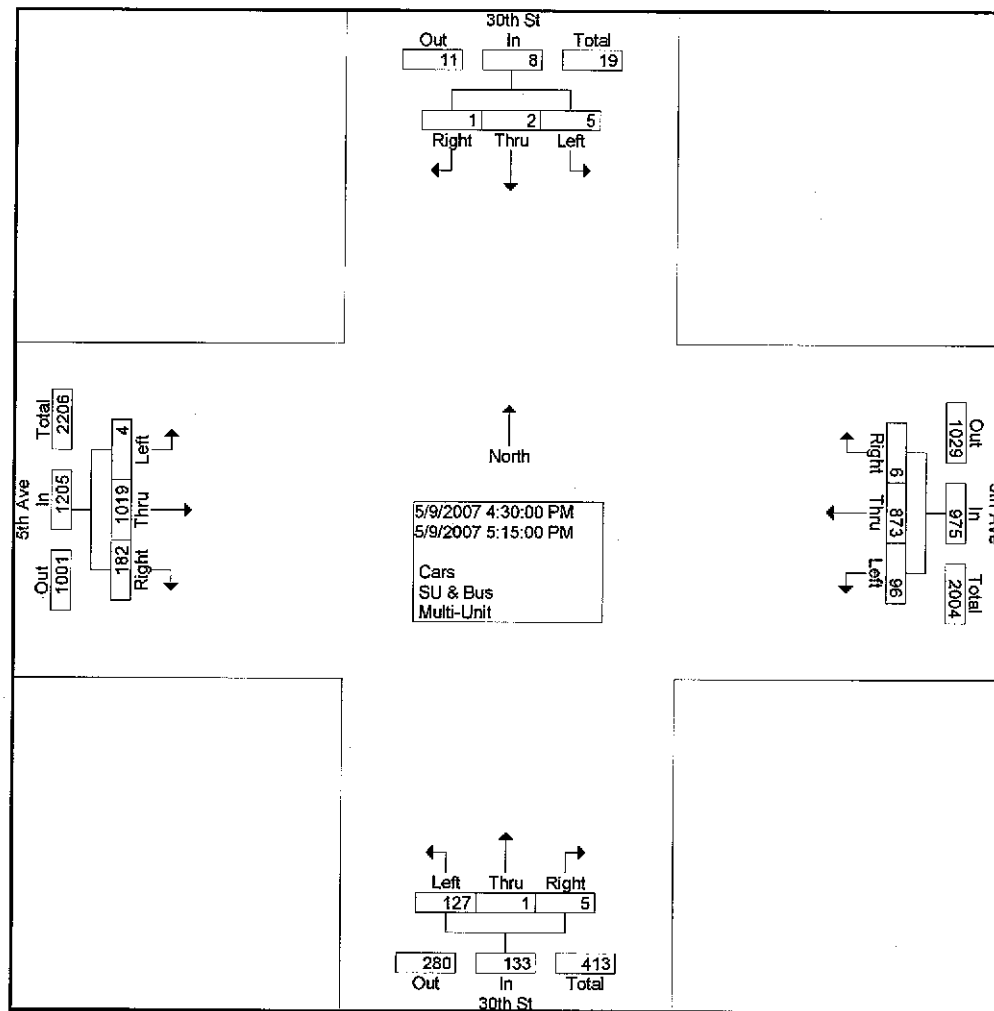 30th St
Out In Total
11 8 19
1 2 5
Right Thru Left
5th Ave
Total In Out
2206 1205 1001
4 1019 182
Left Thru Right
North
5/9/2007 4:30:00 PM
5/9/2007 5:15:00 PM
Cars
SU & Bus
Multi-Unit
Right Thru Left
6 873 96
Out In Total
1029 975 2004
Ave
Left Thru Right
127 1 5
280 133 413
Out In Total
30th St